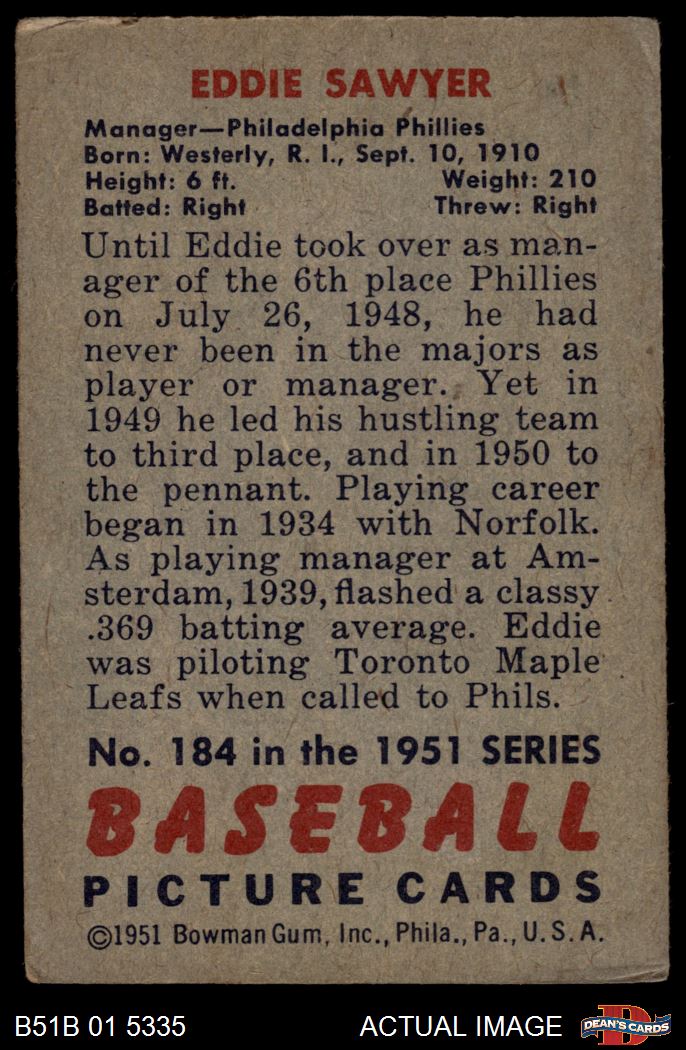 EDDIE SAWYER
Manager—Philadelphia Phillies
Born: Westerly, R. I., Sept. 10, 1910
Height: 6 ft. Weight: 210
Batted: Right Threw: Right
Until Eddie took over as man-
ager of the 6th place Phillies
on July 26, 1948, he had
never been in the majors as
player or manager. Yet in
1949 he led his hustling team
to third place, and in 1950 to
the pennant. Playing career
began in 1934 with Norfolk.
As playing manager at Am-
sterdam, 1939, flashed a classy
.369 batting average. Eddie
was piloting Toronto Maple
Leafs when called to Phils.
No. 184 in the 1951 SERIES
BASEBALL
PICTURE CARDS
©1951 Bowman Gum, Inc., Phila., Pa., U. S. A.
B51B 01 5335 ACTUAL IMAGE D DEAN'S CARDS